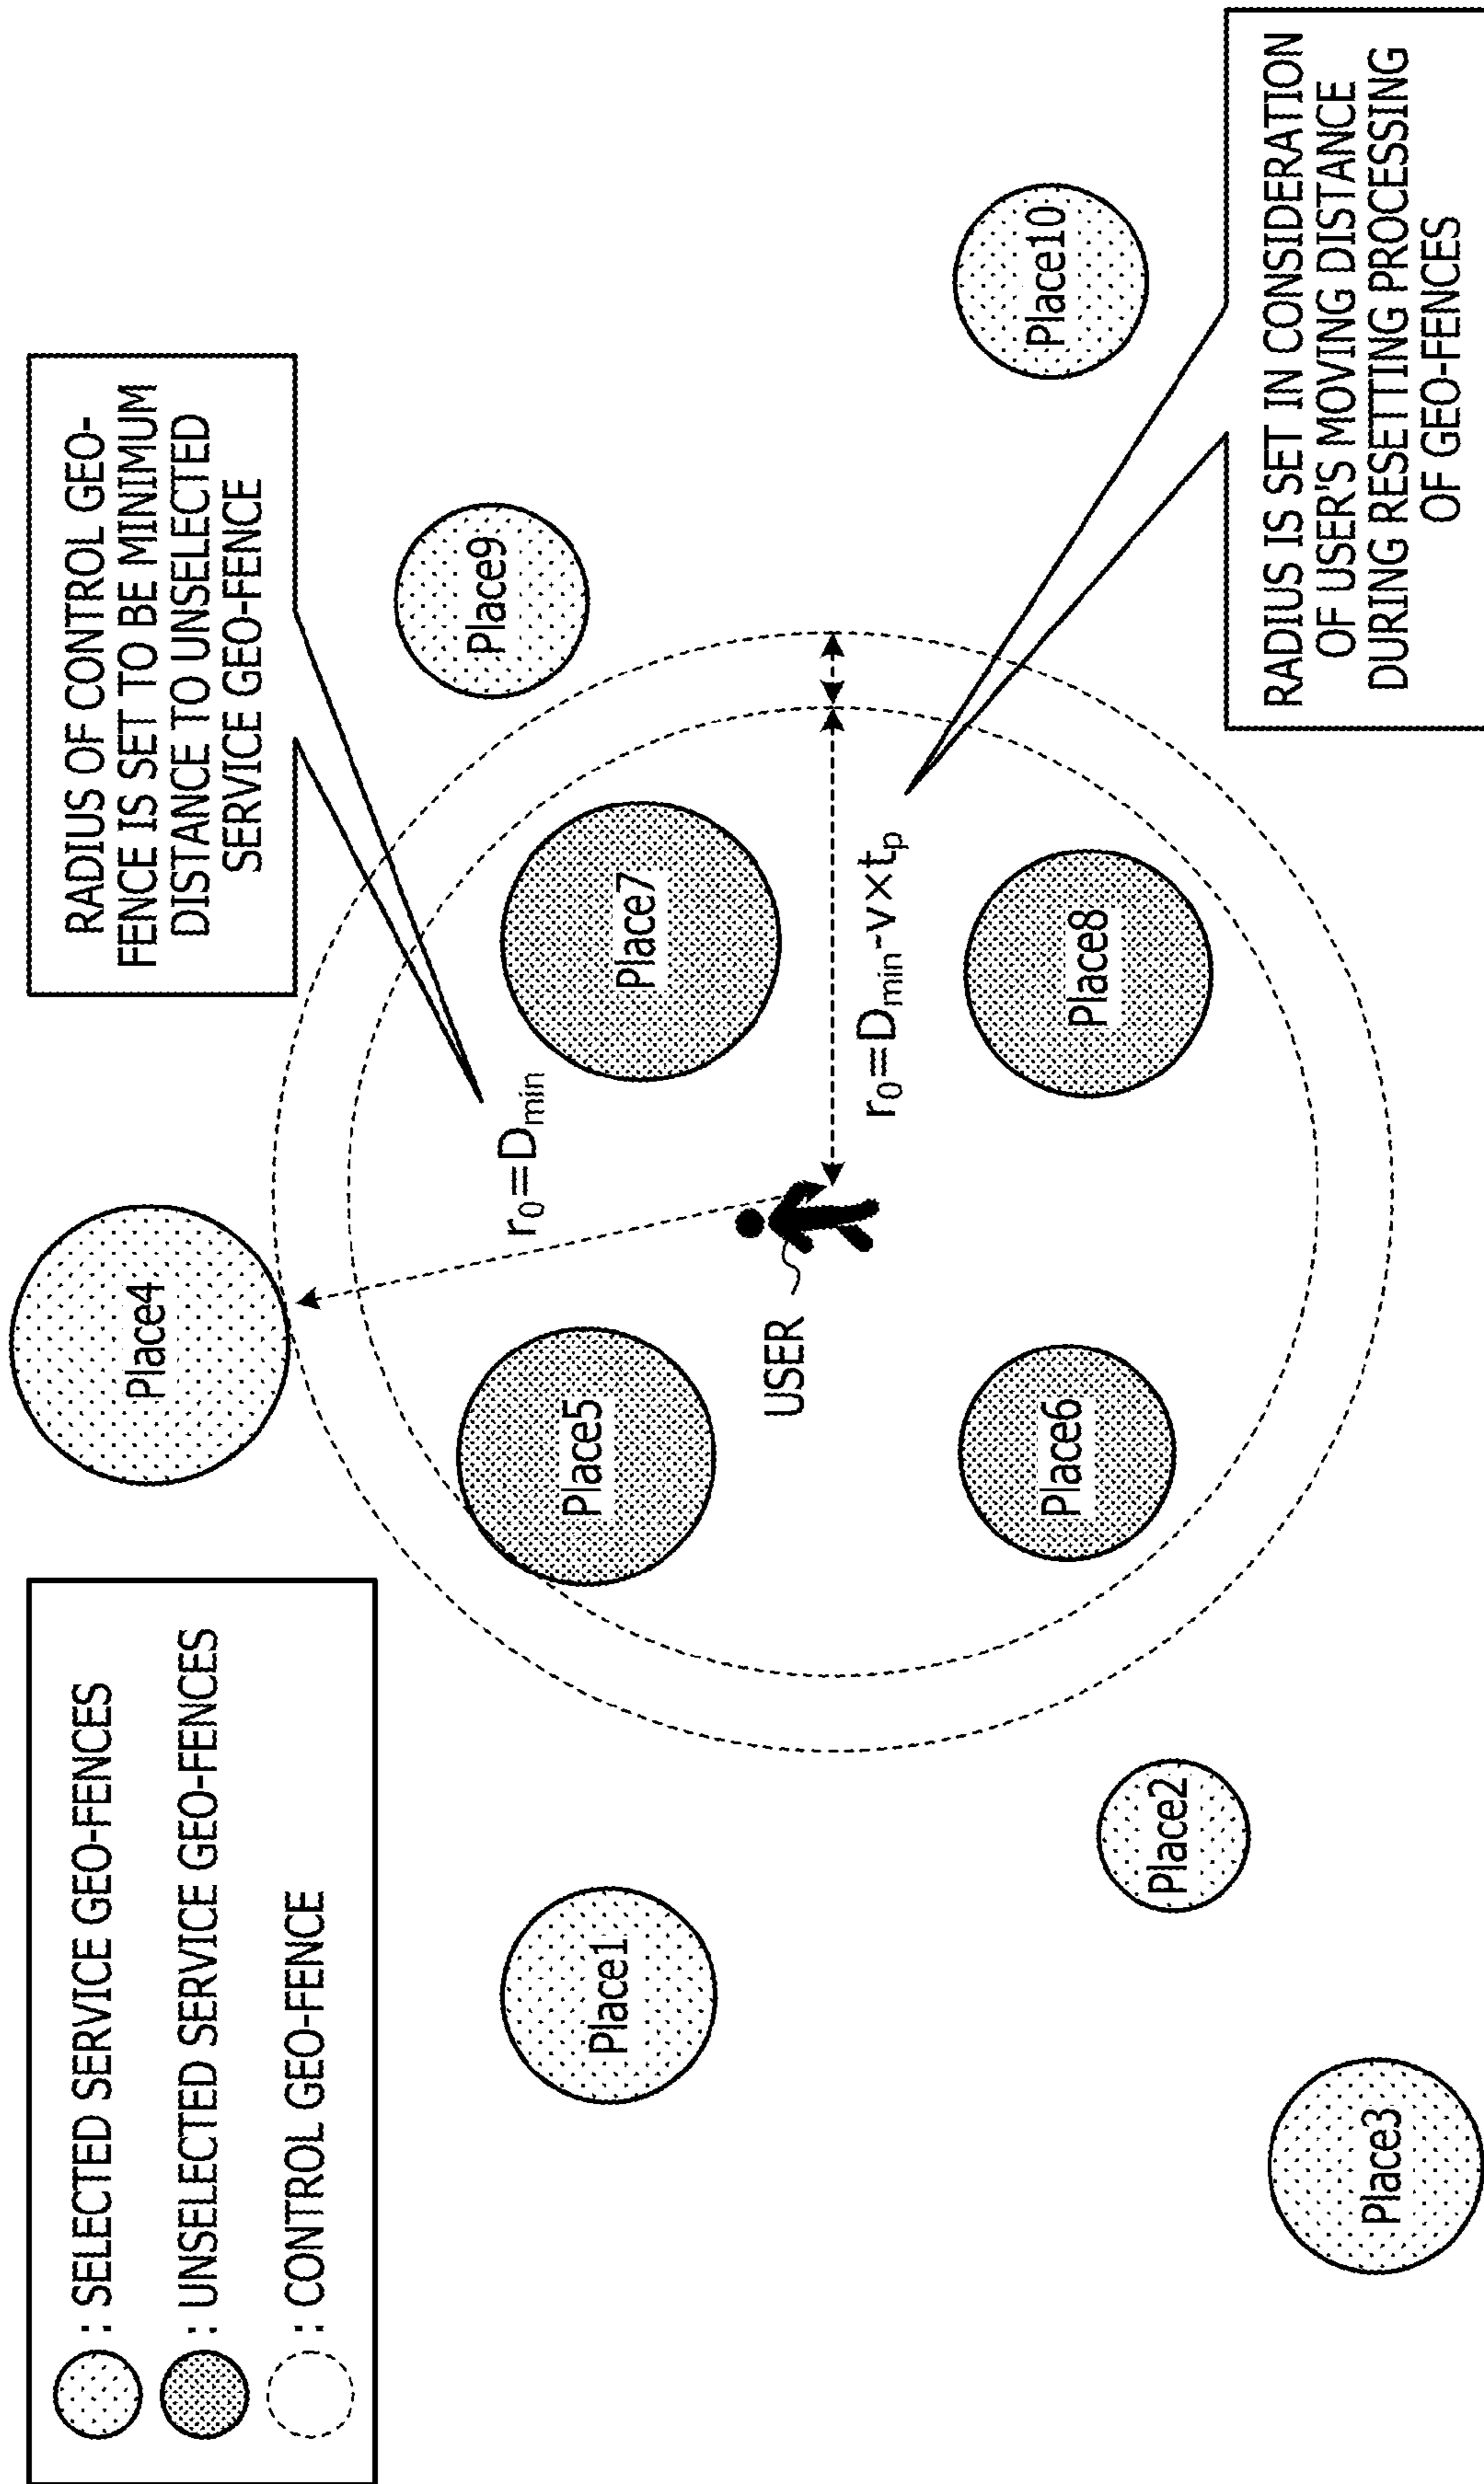 : SELECTED SERVICE GEO-FENCES
: UNSELECTED SERVICE GEO-FENCES
: CONTROL GEO-FENCE
RADIUS OF CONTROL GEO-
FENCE IS SET TO BE MINIMUM
DISTANCE TO UNSELECTED
SERVICE GEO-FENCE
Place4
Place9
r₀=Dₘᵢₙ
Place1
Place5
Place7
USER
r₀=Dₘᵢₙ-v×tₚ
Place10
Place2
Place6
Place8
Place3
RADIUS IS SET IN CONSIDERATION
OF USER'S MOVING DISTANCE
DURING RESETTING PROCESSING
OF GEO-FENCES